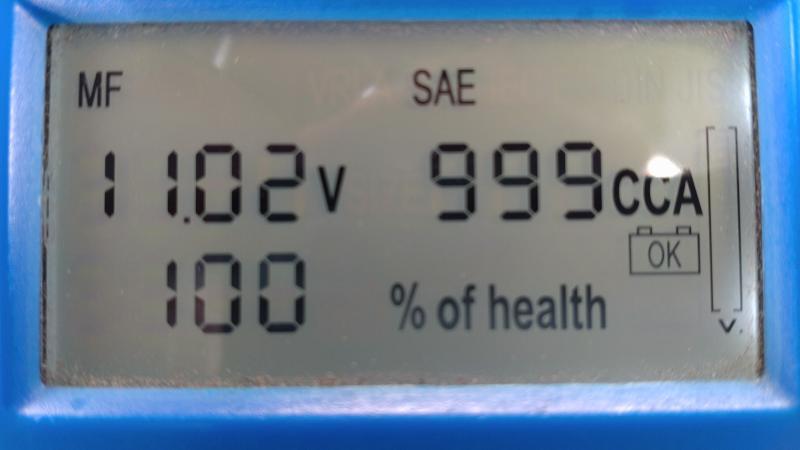 MF SAE
11.02 V 999 CCA
OK
100 % of health
V